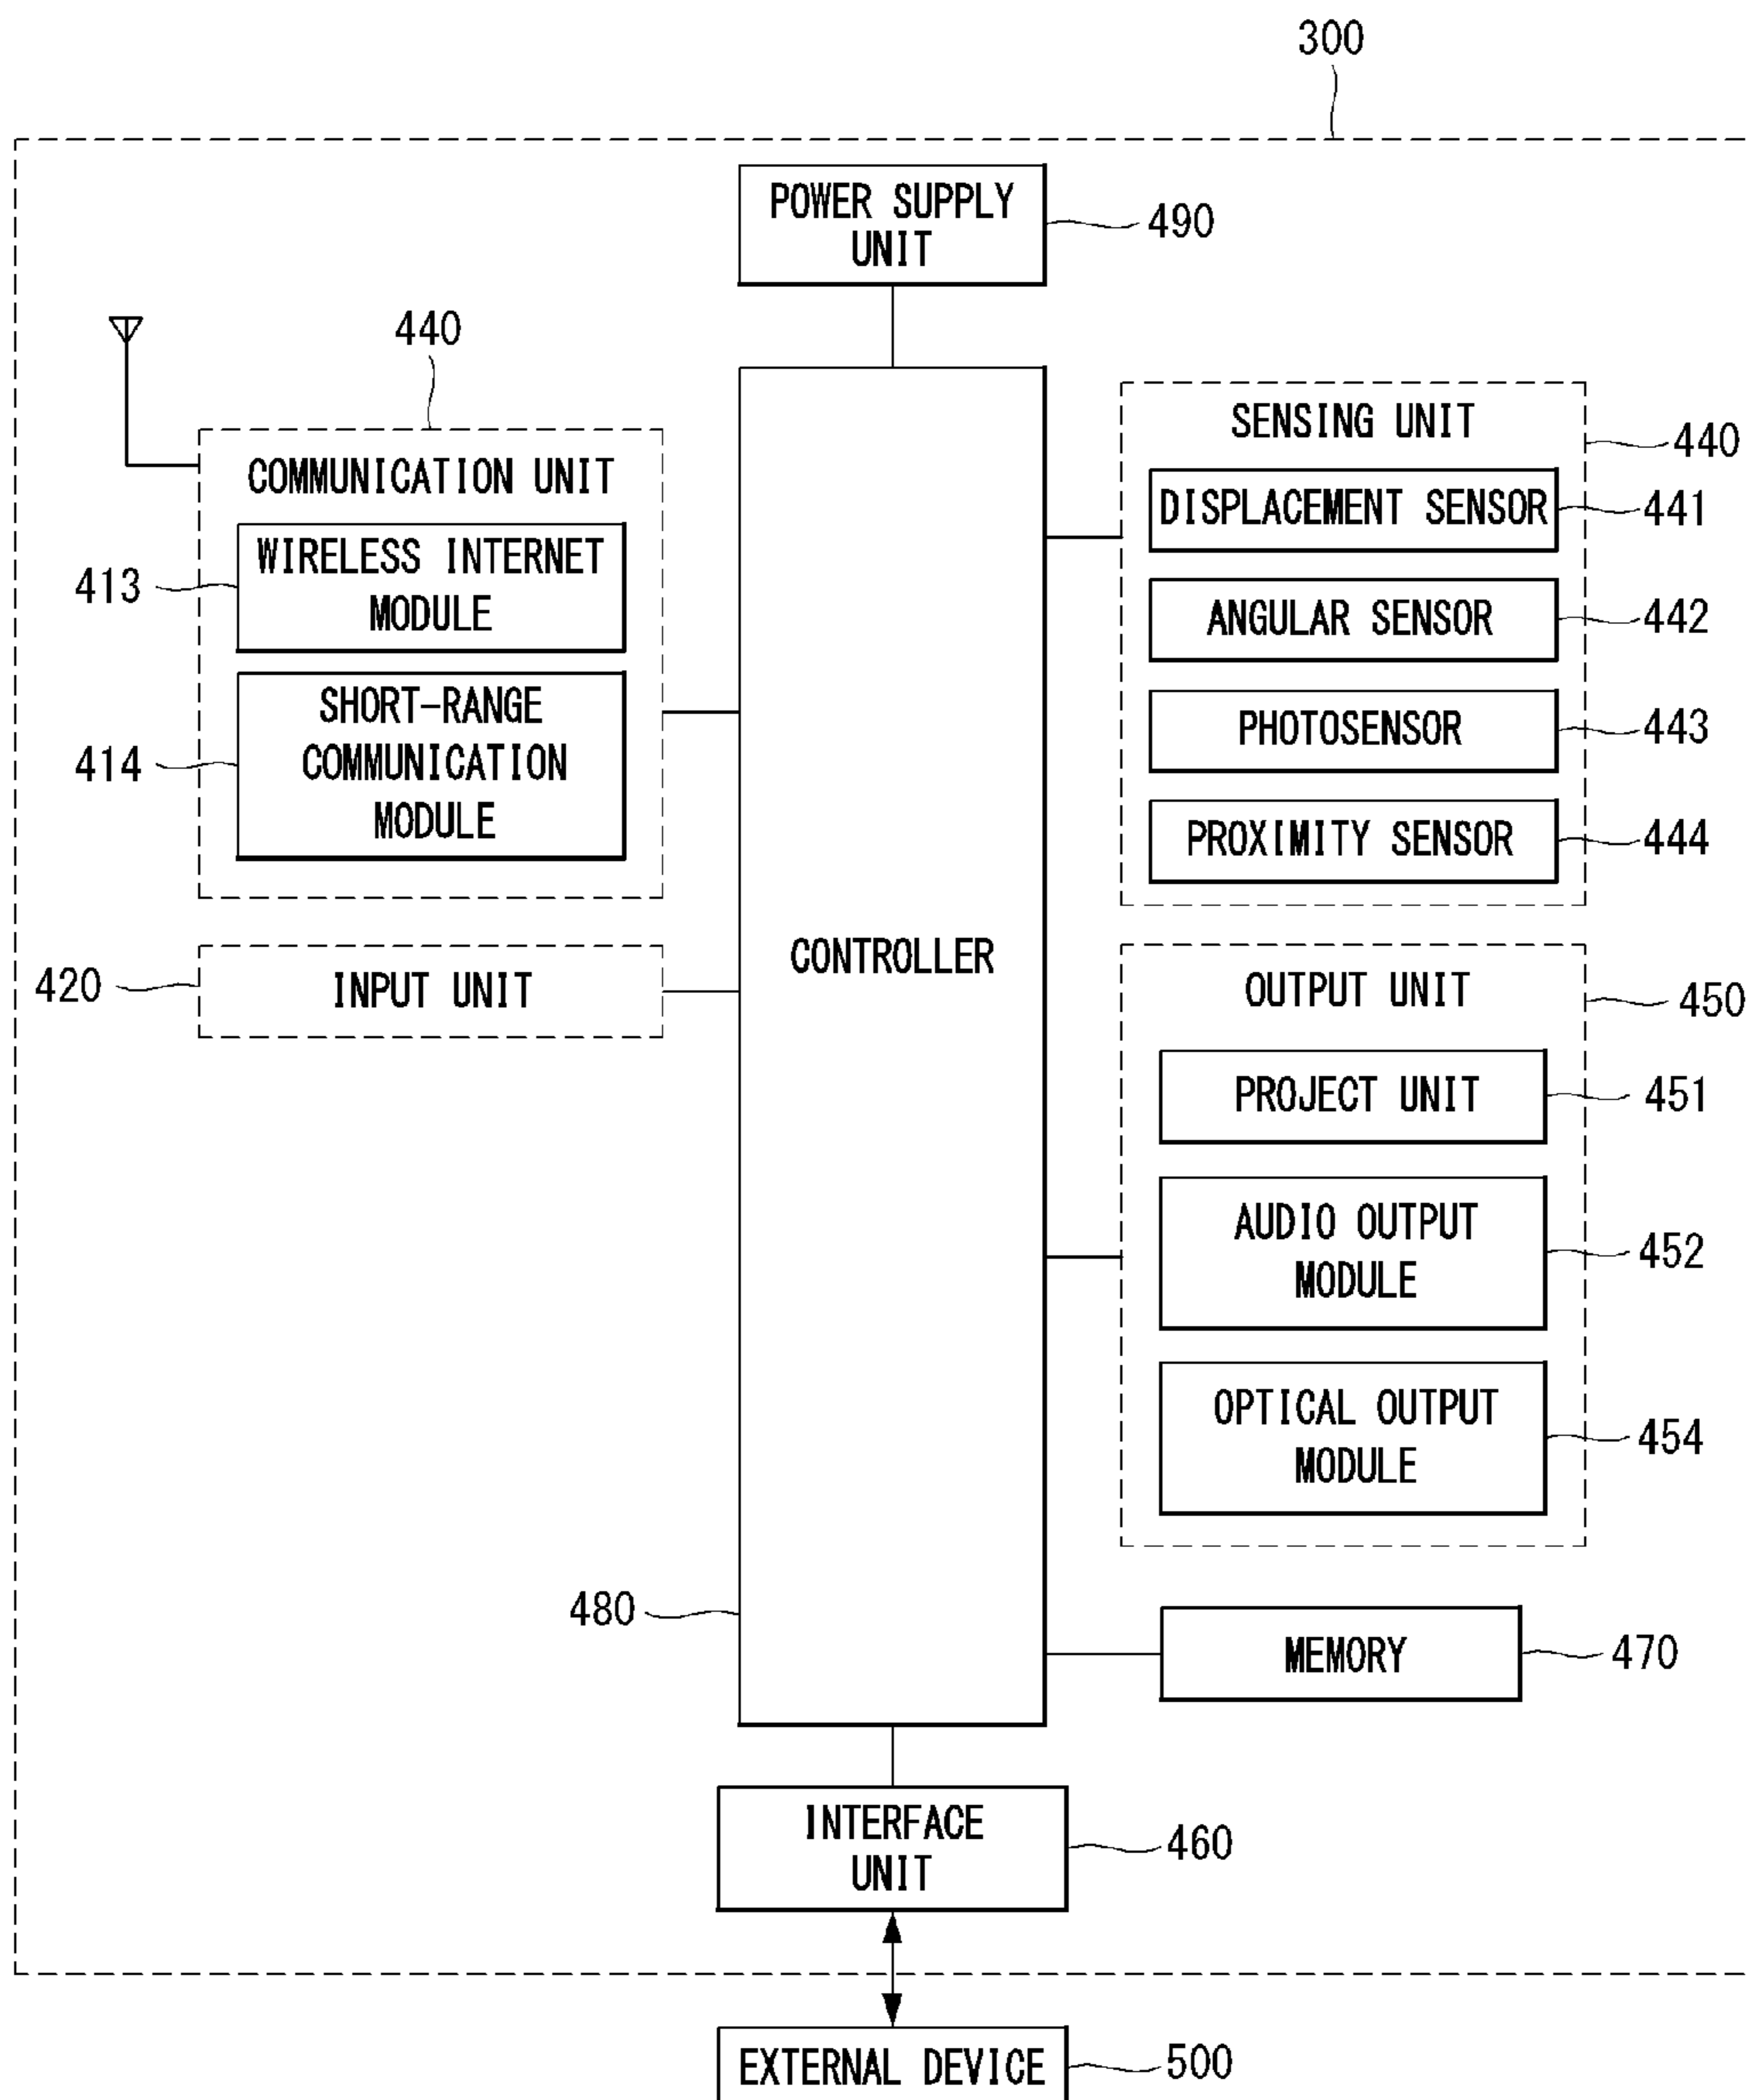 300
POWER SUPPLY
UNIT
490
440
COMMUNICATION UNIT
WIRELESS INTERNET
MODULE
413
SHORT-RANGE
COMMUNICATION
MODULE
414
INPUT UNIT
420
CONTROLLER
480
SENSING UNIT
440
DISPLACEMENT SENSOR
441
ANGULAR SENSOR
442
PHOTOSENSOR
443
PROXIMITY SENSOR
444
OUTPUT UNIT
450
PROJECT UNIT
451
AUDIO OUTPUT
MODULE
452
OPTICAL OUTPUT
MODULE
454
MEMORY
470
INTERFACE
UNIT
460
EXTERNAL DEVICE
500